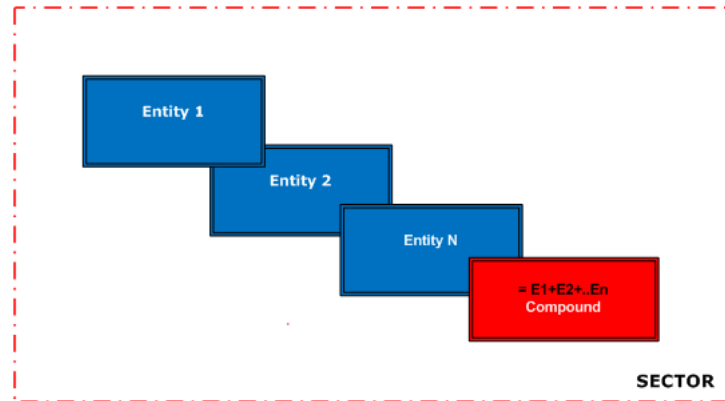 Entity 1
Entity 2
Entity N
= E1+E2+..En
Compound
SECTOR